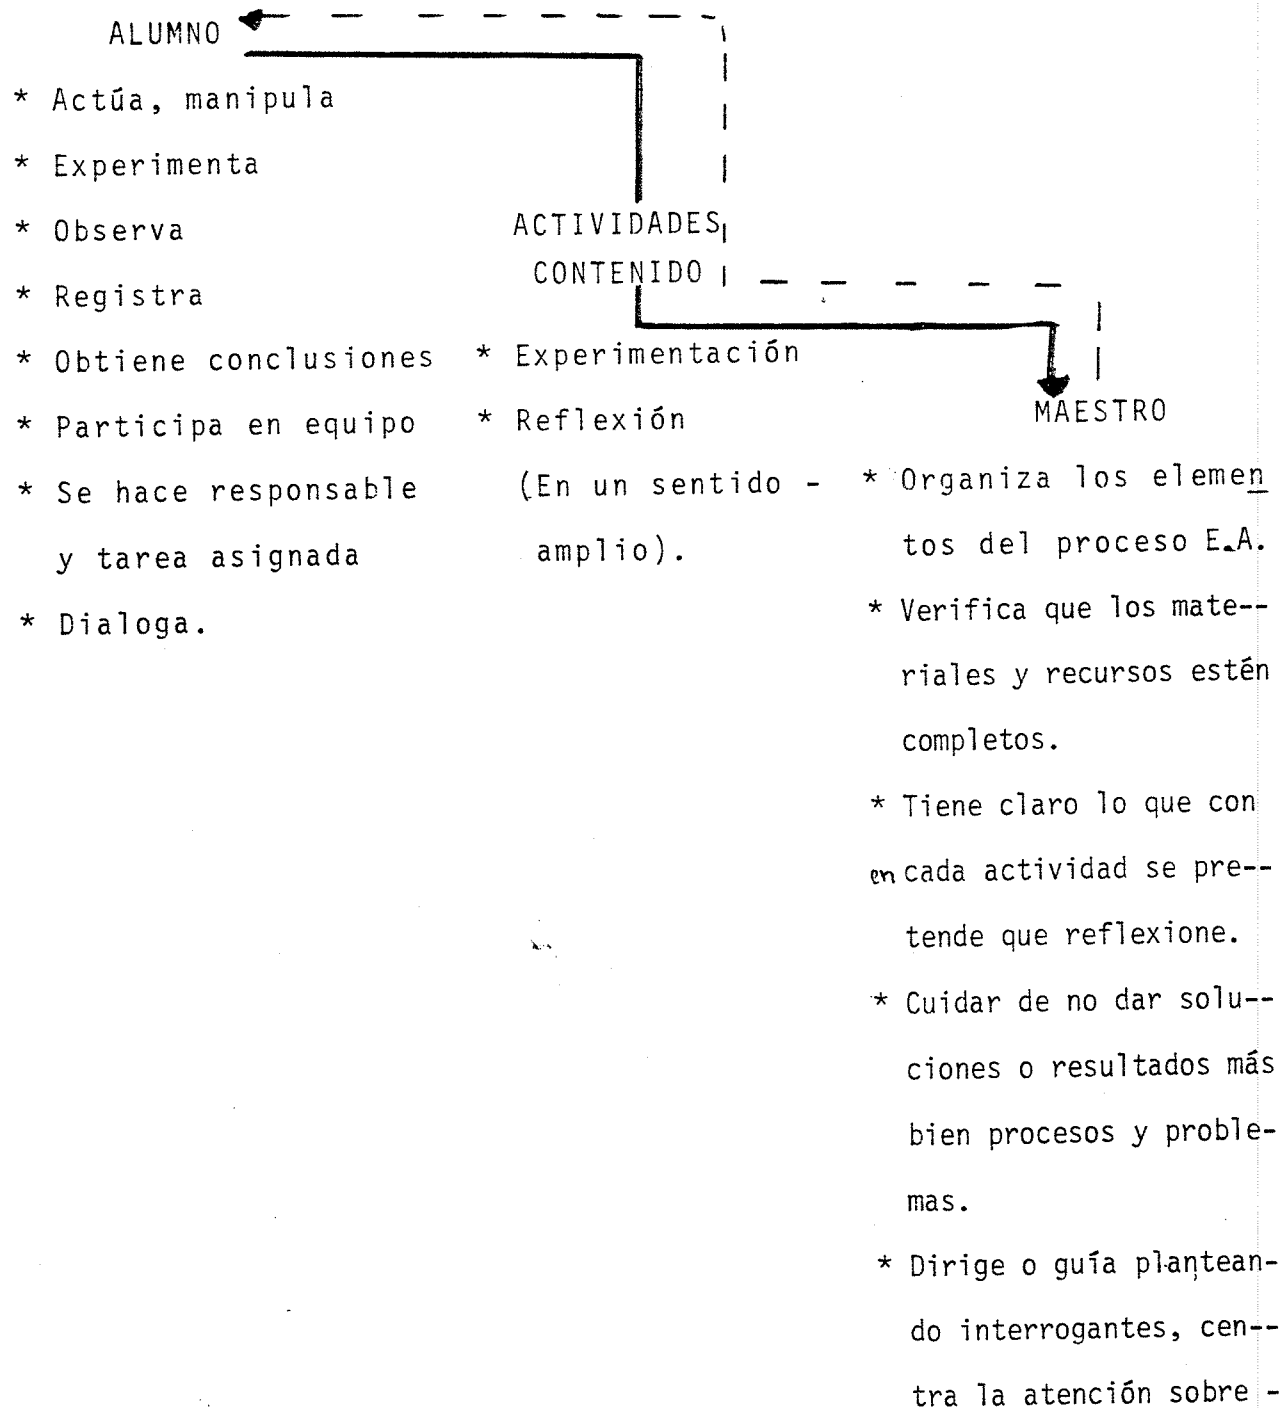 ALUMNO
* Actúa, manipula
* Experimenta
* Observa
* Registra
* Obtiene conclusiones
* Participa en equipo
* Se hace responsable
y tarea asignada
* Dialoga.
ACTIVIDADES
CONTENIDO
* Experimentación
* Reflexión
(En un sentido -
amplio).
MAESTRO
* Organiza los elemen
tos del proceso E.A.
* Verifica que los mate--
riales y recursos estén
completos.
* Tiene claro lo que con
en cada actividad se pre--
tende que reflexione.
* Cuidar de no dar solu--
ciones o resultados más
bien procesos y proble-
mas.
* Dirige o guía plantean-
do interrogantes, cen--
tra la atención sobre -